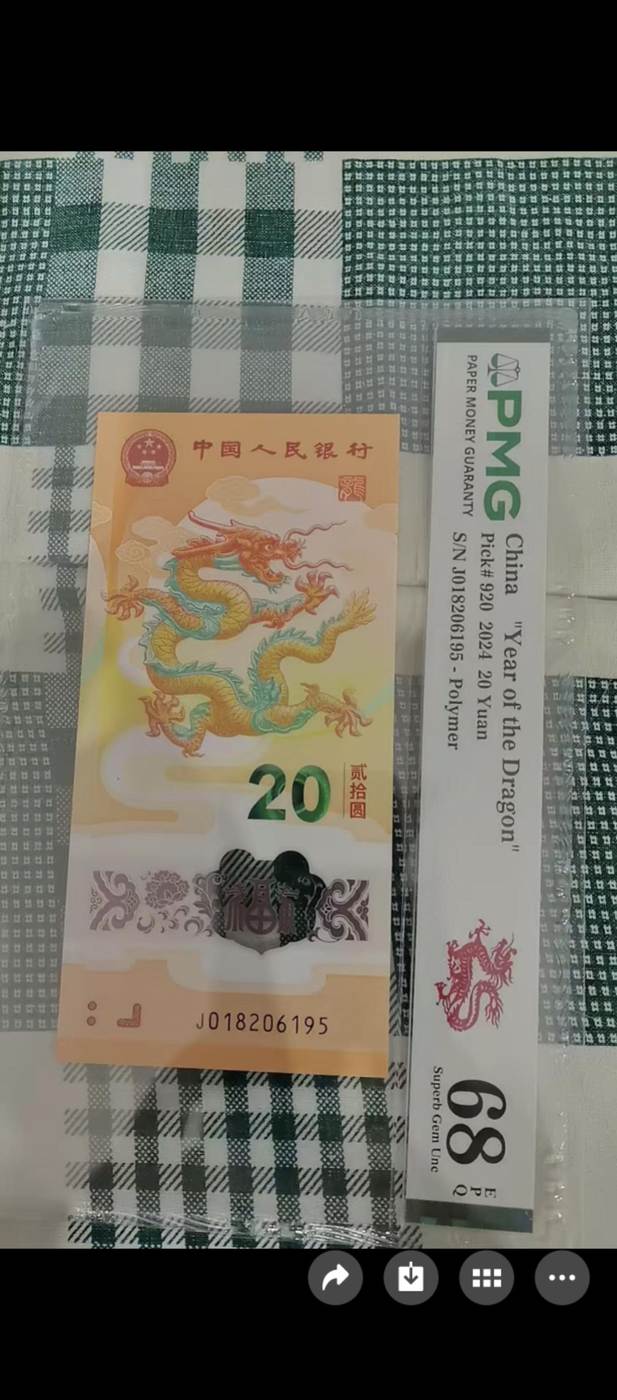 中国人民银行
20
贰拾圆
福
J018206195
PMG
PAPER MONEY GUARANTY
China "Year of the Dragon"
Pick# 920 2024 20 Yuan
S/N J018206195 - Polymer
68
EPQ
Superb Gem Unc